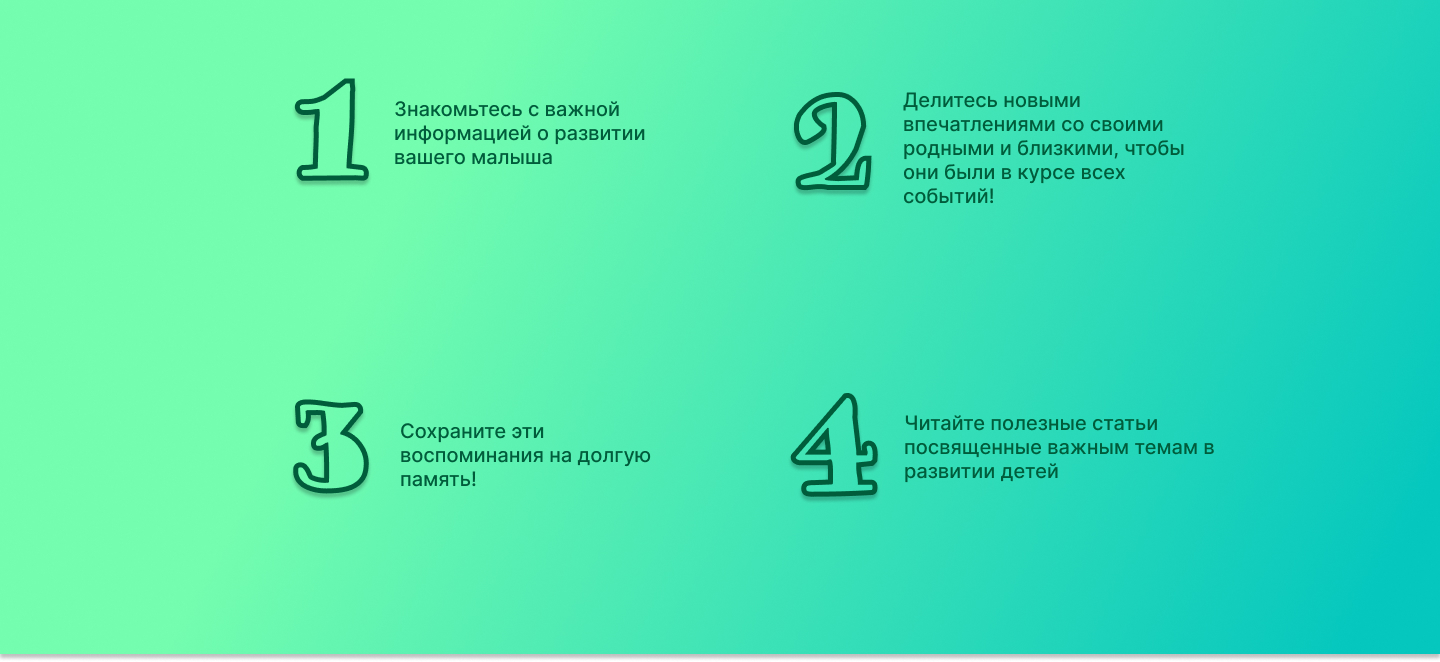 1
Знакомьтесь с важной
информацией о развитии
вашего малыша
2
Делитесь новыми
впечатлениями со своими
родными и близкими, чтобы
они были в курсе всех
событий!
3
Сохраните эти
воспоминания на долгую
память!
4
Читайте полезные статьи
посвященные важным темам в
развитии детей